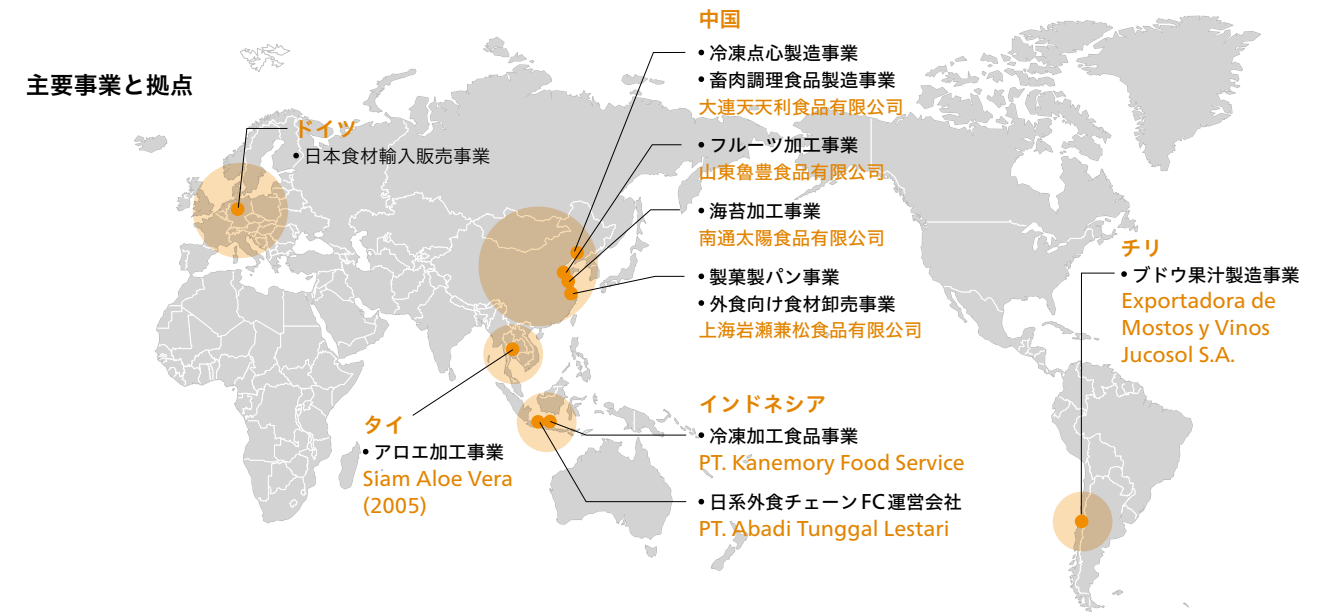 主要事業と拠点
ドイツ
•日本食材輸入販売事業
中国
•冷凍点心製造事業
•畜肉調理食品製造事業
大連天天利食品有限公司
•フルーツ加工事業
山東魯豊食品有限公司
•海苔加工事業
南通太陽食品有限公司
•製菓製パン事業
•外食向け食材卸売事業
上海岩瀬兼松食品有限公司
タイ
•アロエ加工事業
Siam Aloe Vera
(2005)
インドネシア
•冷凍加工食品事業
PT. Kanemory Food Service
•日系外食チェーンFC運営会社
PT. Abadi Tunggal Lestari
チリ
•ブドウ果汁製造事業
Exportadora de
Mostos y Vinos
Jucosol S.A.